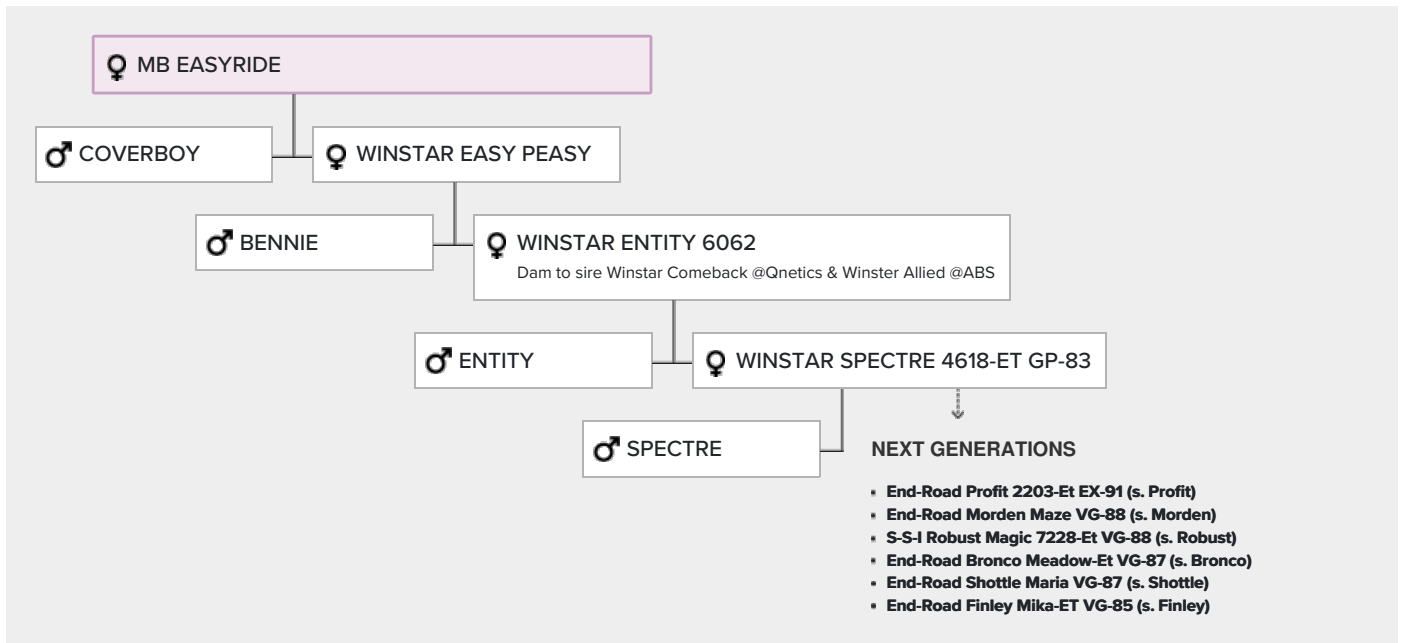 MB EASYRIDE
COVERBOY
WINSTAR EASY PEASY
BENNIE
WINSTAR ENTITY 6062
Dam to sire Winstar Comeback @Qnetics & Winster Allied @ABS
ENTITY
WINSTAR SPECTRE 4618-ET GP-83
SPECTRE
NEXT GENERATIONS
End-Road Profit 2203-Et EX-91 (s. Profit)
End-Road Morden Maze VG-88 (s. Morden)
S-S-I Robust Magic 7228-Et VG-88 (s. Robust)
End-Road Bronco Meadow-Et VG-87 (s. Bronco)
End-Road Shottle Maria VG-87 (s. Shottle)
End-Road Finley Mika-ET VG-85 (s. Finley)